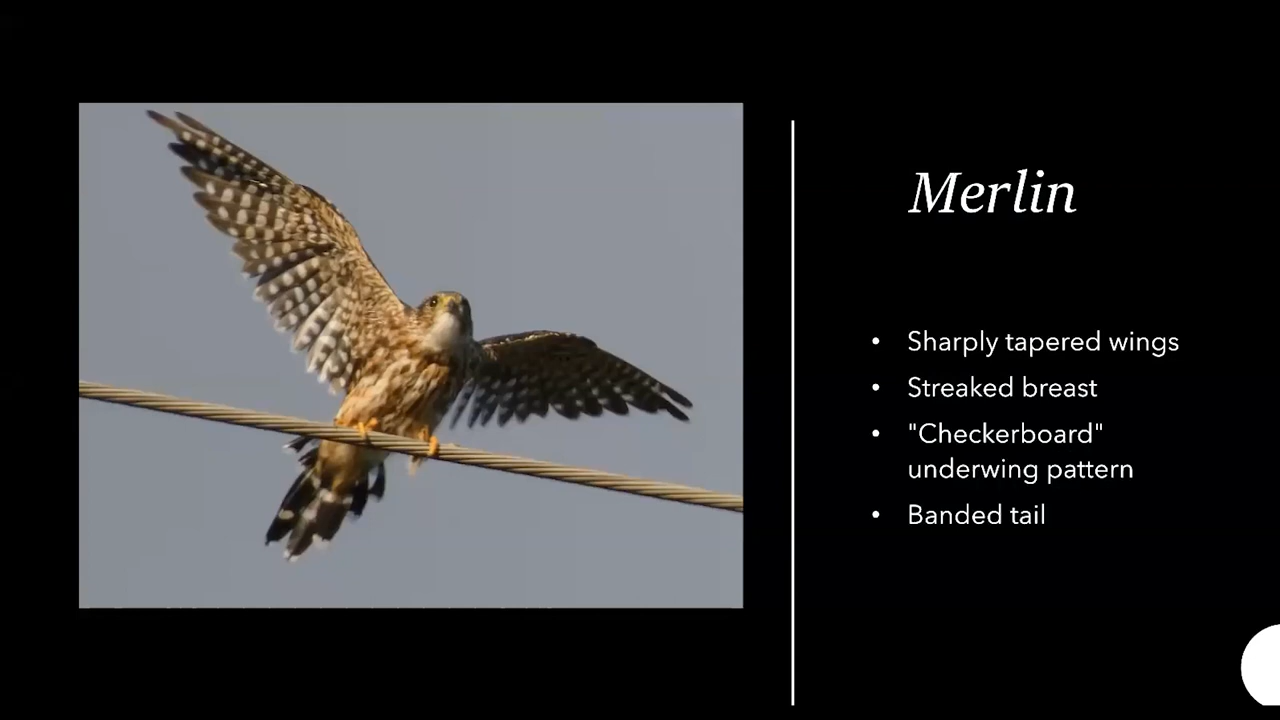 Merlin
• Sharply tapered wings
• Streaked breast
• "Checkerboard"
underwing pattern
• Banded tail